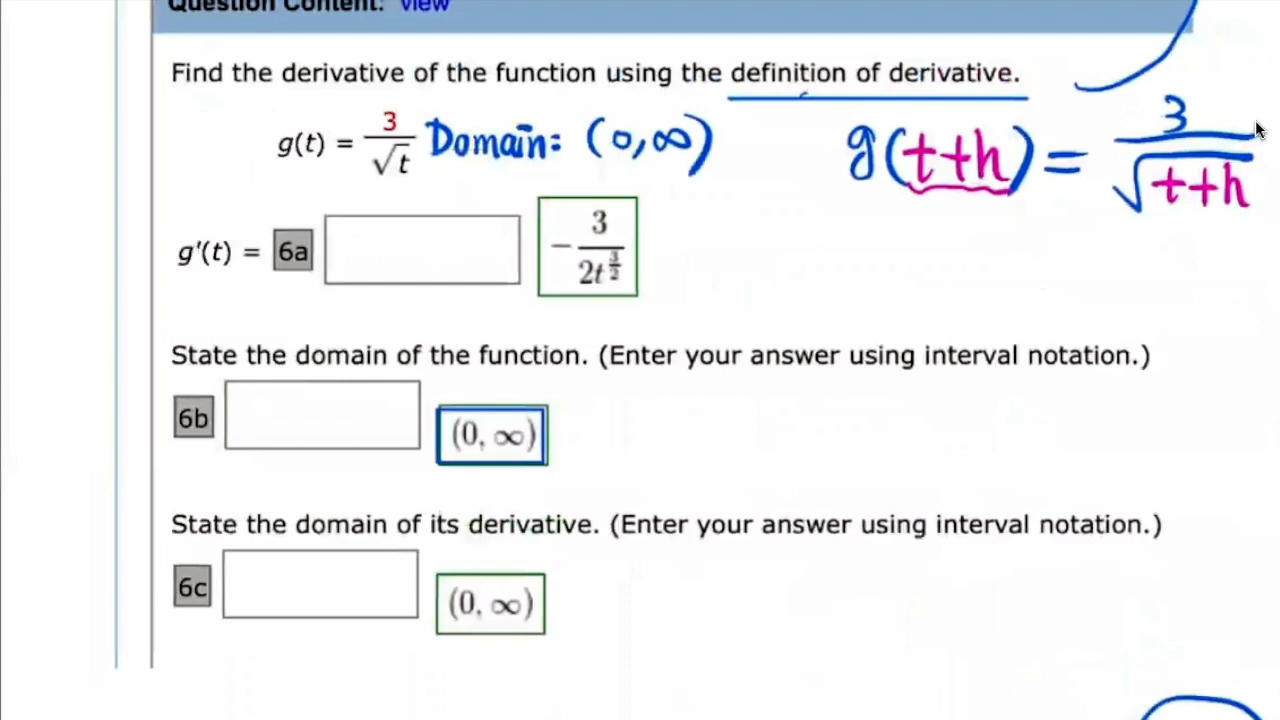 Question Content: view
Find the derivative of the function using the definition of derivative.
g(t) = 3/√t Domain: (0,∞) g(t+h) = 3/√t+h
g′(t) = 6a − 3/2t^3/2
State the domain of the function. (Enter your answer using interval notation.)
6b (0, ∞)
State the domain of its derivative. (Enter your answer using interval notation.)
6c (0, ∞)